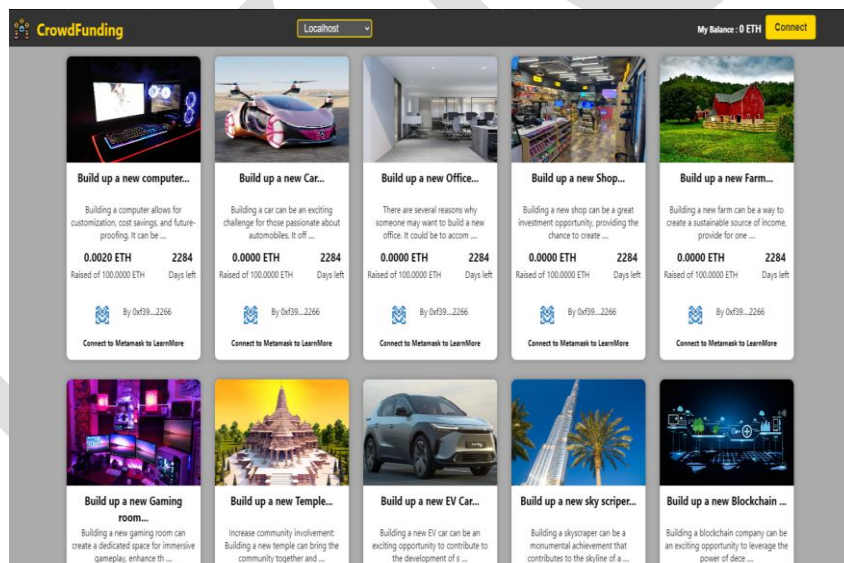 CrowdFunding
Localhost
My Balance : 0 ETH
Connect
Build up a new computer...
Building a computer allows for
customization, cost savings, and future-
proofing. It can be ....
0.0020 ETH 2284
Raised of 100.0000 ETH Days left
By 0xf39...2266
Connect to Metamask to LearnMore
Build up a new Car...
Building a car can be an exciting
challenge for those passionate about
automobiles. It off ....
0.0000 ETH 2284
Raised of 100.0000 ETH Days left
By 0xf39...2266
Connect to Metamask to LearnMore
Build up a new Office...
There are several reasons why
someone may want to build a new
office. It could be to accom ....
0.0000 ETH 2284
Raised of 100.0000 ETH Days left
By 0xf39...2266
Connect to Metamask to LearnMore
Build up a new Shop...
Building a new shop can be a great
investment opportunity, providing the
chance to create ....
0.0000 ETH 2284
Raised of 100.0000 ETH Days left
By 0xf39...2266
Connect to Metamask to LearnMore
Build up a new Farm...
Building a new farm can be a way to
create a sustainable source of income,
provide for one ....
0.0000 ETH 2284
Raised of 100.0000 ETH Days left
By 0xf39...2266
Connect to Metamask to LearnMore
Build up a new Gaming
room...
Building a new gaming room can
create a dedicated space for immersive
gameplay, enhance th ....
Build up a new Temple...
Increase community involvement:
Building a new temple can bring the
community together and ....
Build up a new EV Car...
Building a new EV car can be an
exciting opportunity to contribute to
the development of s ....
Build up a new sky scriper...
Building a skyscraper can be a
monumental achievement that
contributes to the skyline of a ....
Build up a new Blockchain ...
Building a blockchain company can be
an exciting opportunity to leverage the
power of dece ....